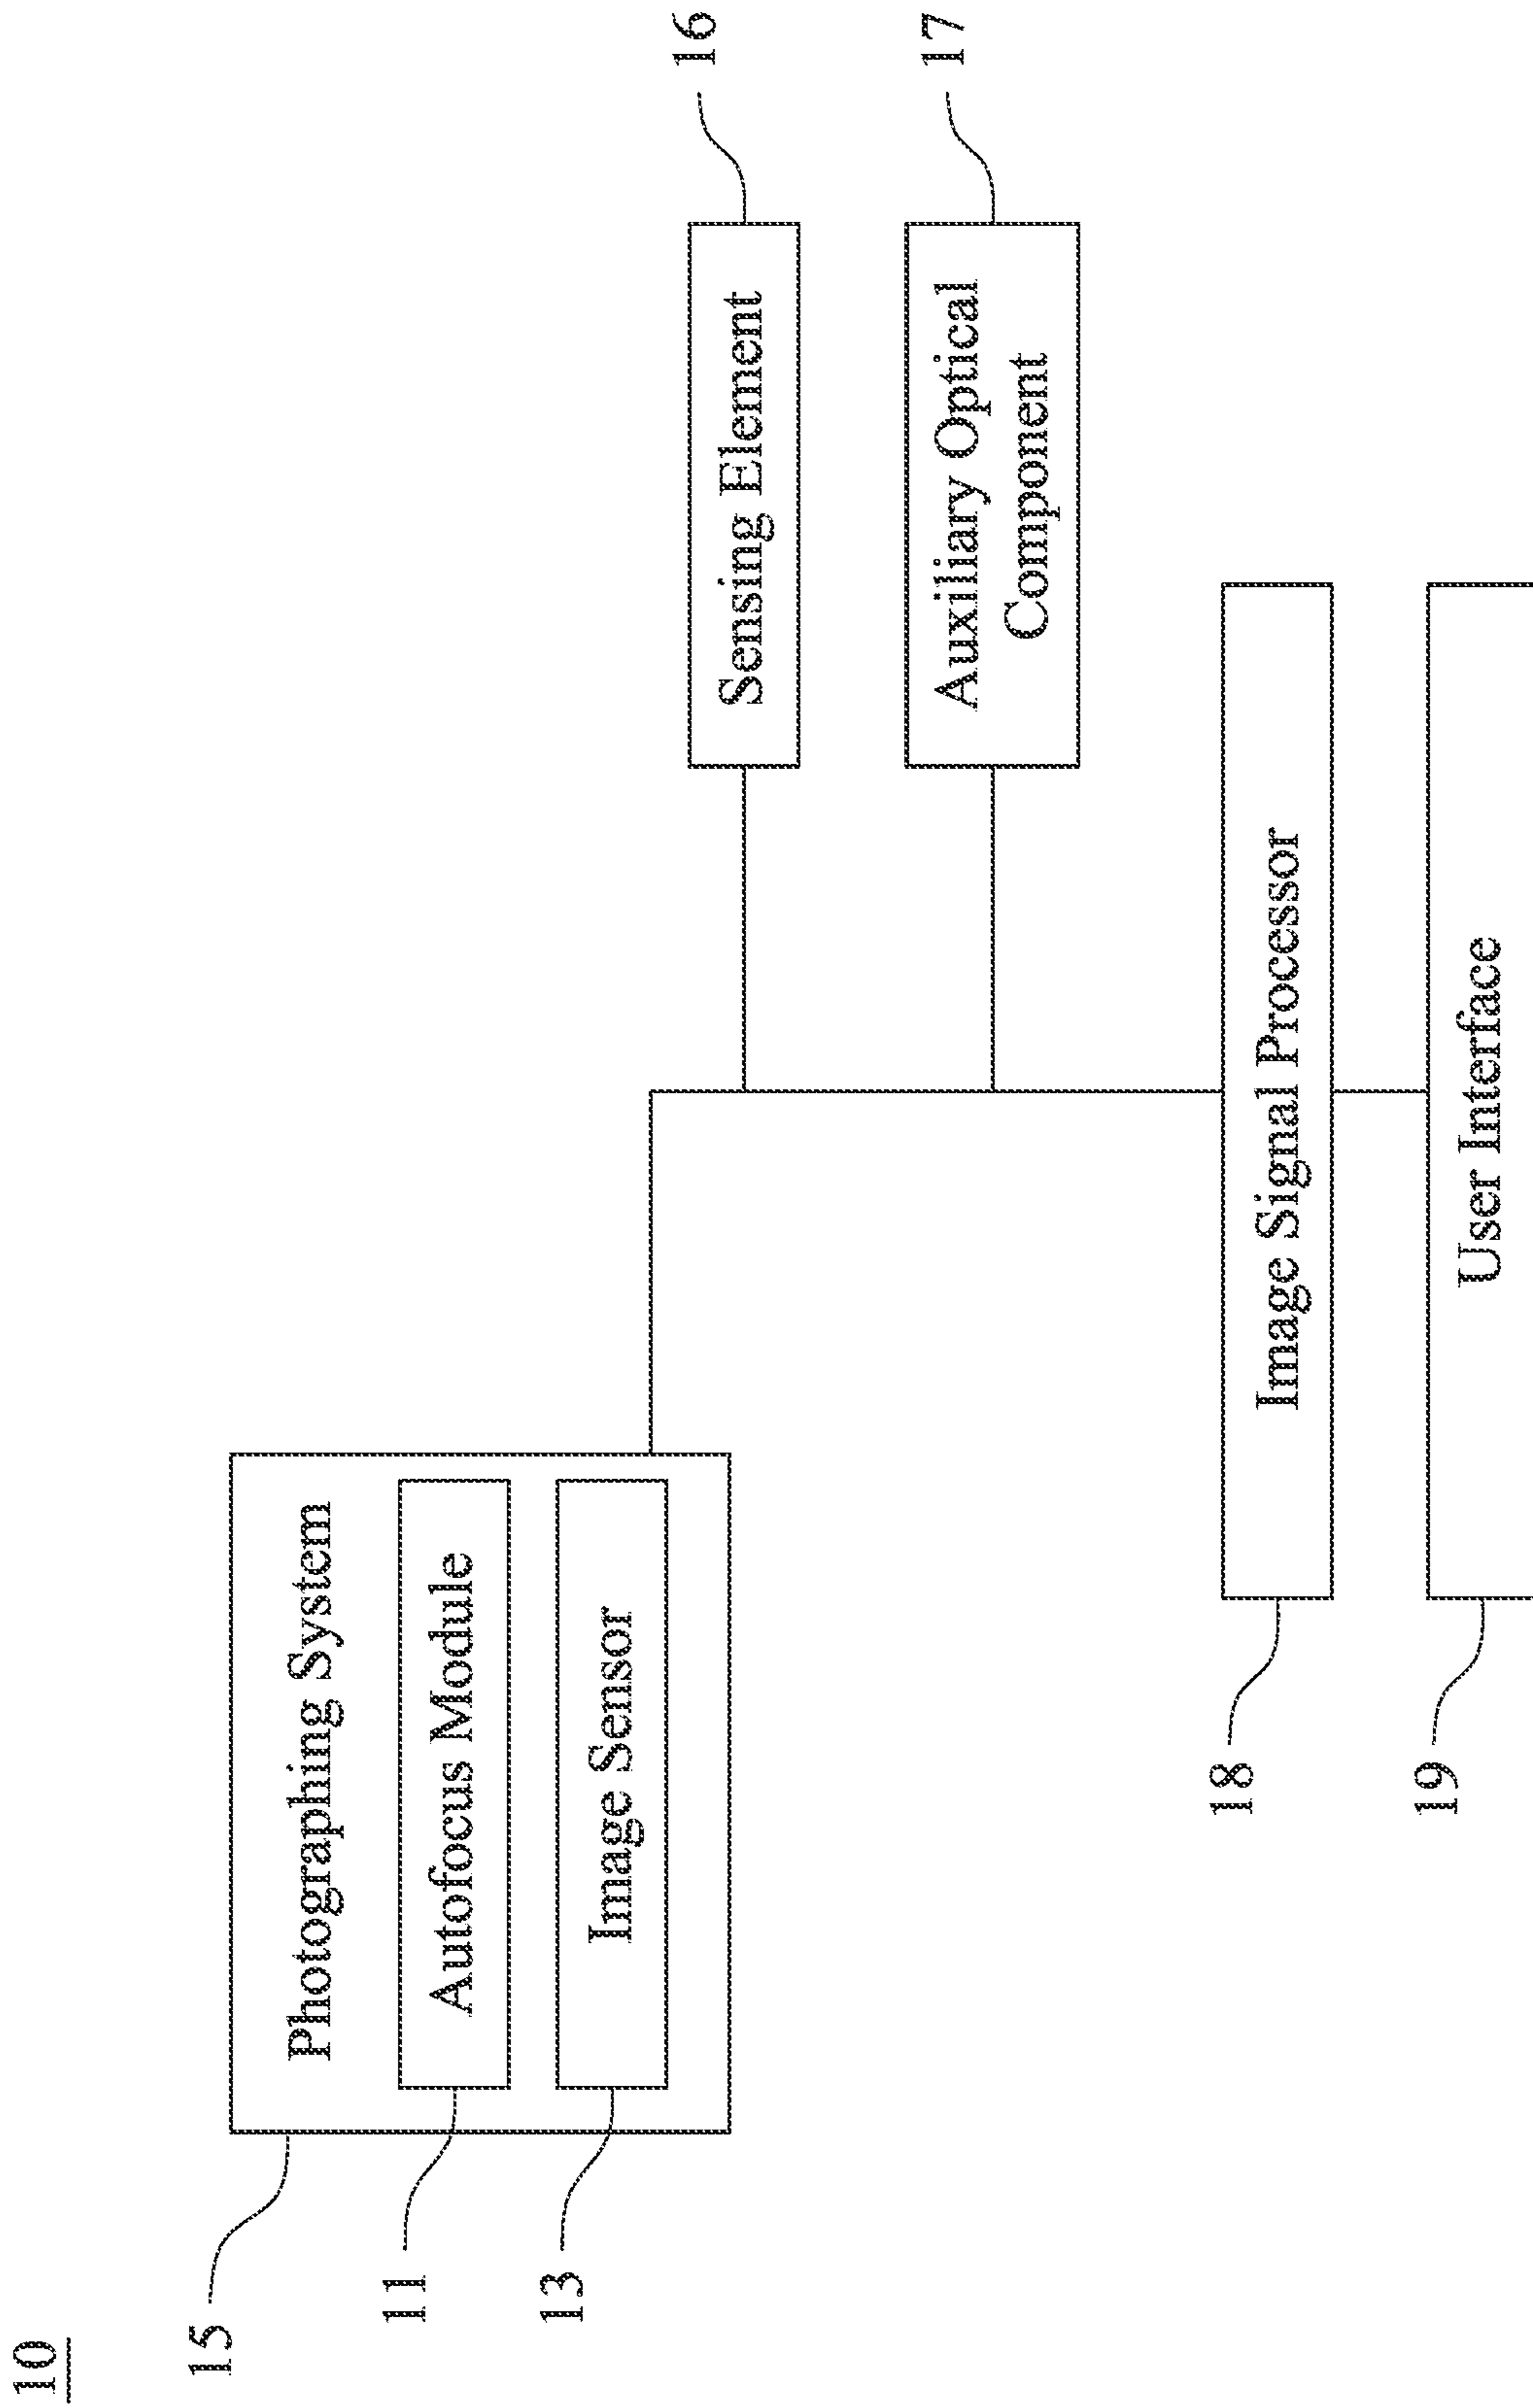 10
15
Photographing System
11
Autofocus Module
13
Image Sensor
16
Sensing Element
17
Auxiliary Optical
Component
18
Image Signal Processor
19
User Interface